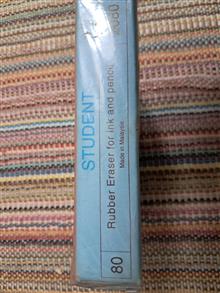 STUDENT
Rubber Eraser for ink and pencil
Made in Malaysia
80